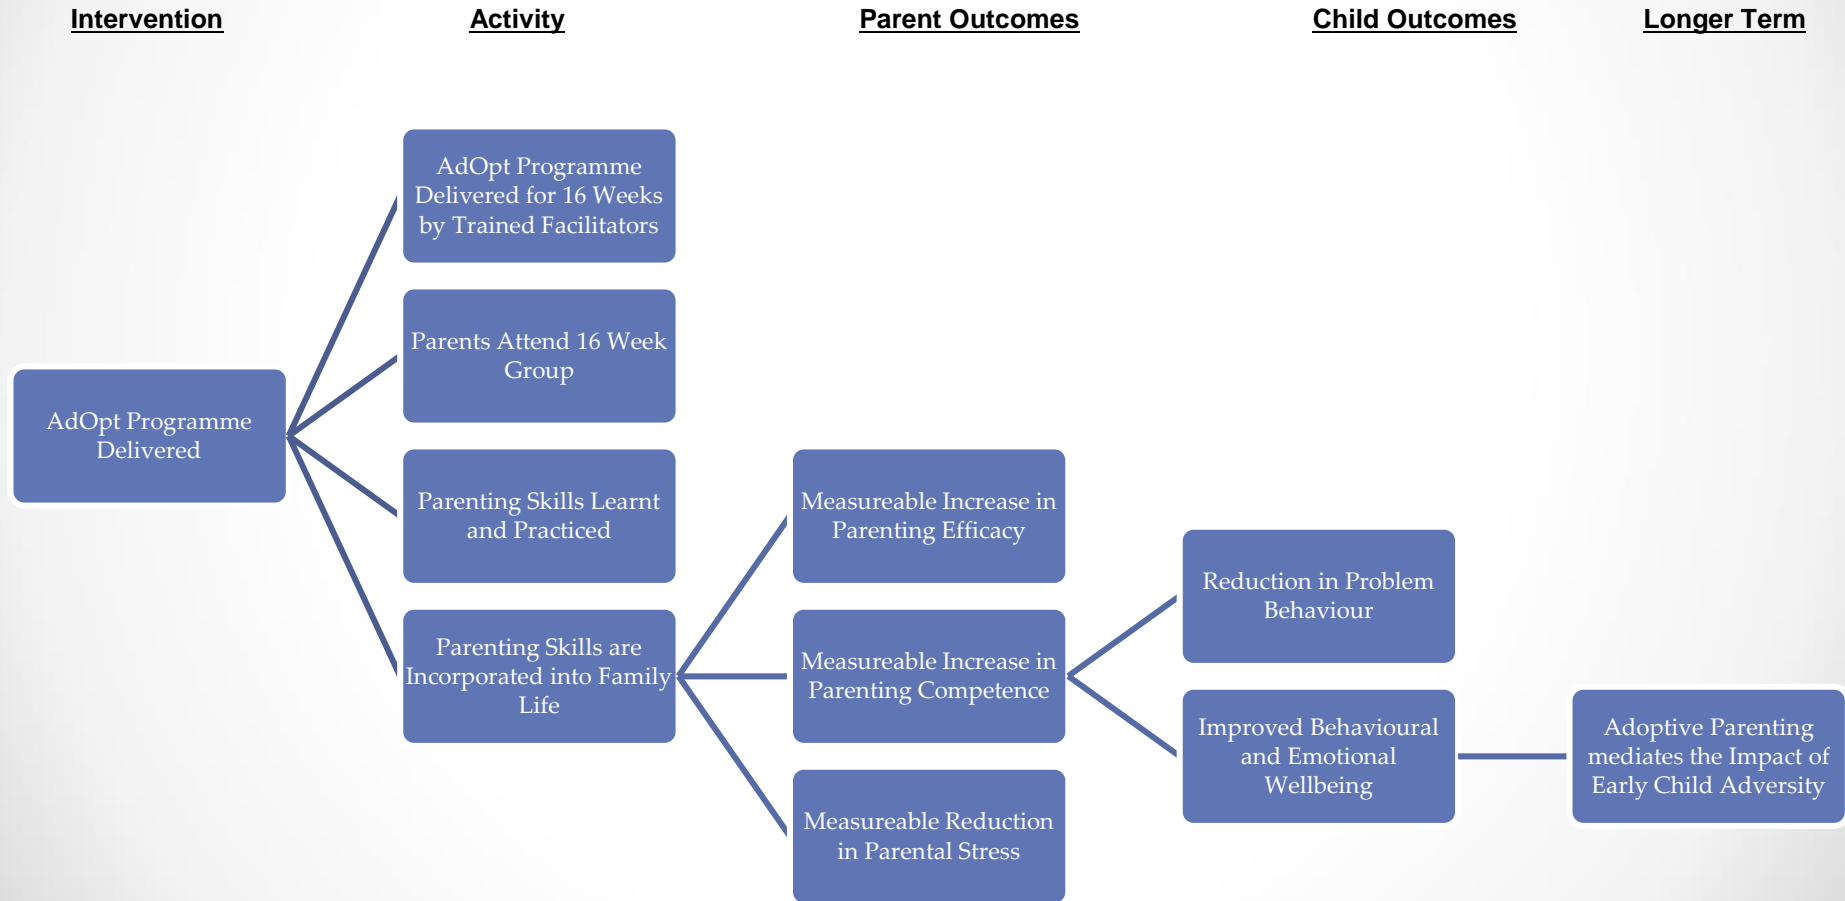 Intervention
Activity
Parent Outcomes
Child Outcomes
Longer Term
AdOpt Programme
Delivered
AdOpt Programme
Delivered for 16 Weeks
by Trained Facilitators
Parents Attend 16 Week
Group
Parenting Skills Learnt
and Practiced
Parenting Skills are
Incorporated into Family
Life
Measureable Increase in
Parenting Efficacy
Measureable Increase in
Parenting Competence
Measureable Reduction
in Parental Stress
Reduction in Problem
Behaviour
Improved Behavioural
and Emotional
Wellbeing
Adoptive Parenting
mediates the Impact of
Early Child Adversity